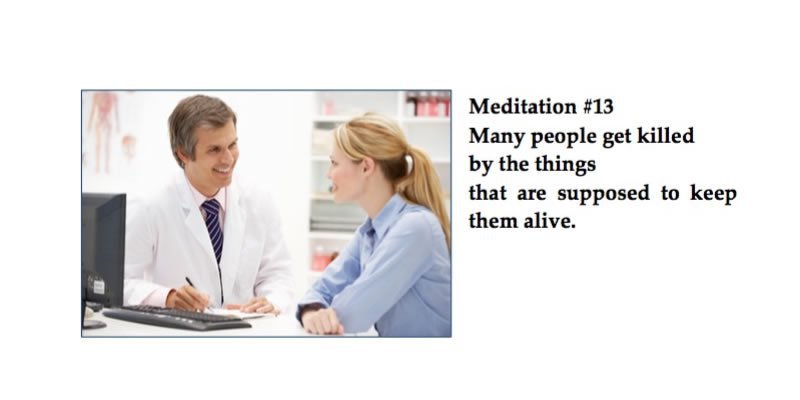 Meditation #13
Many people get killed
by the things
that are supposed to keep
them alive.